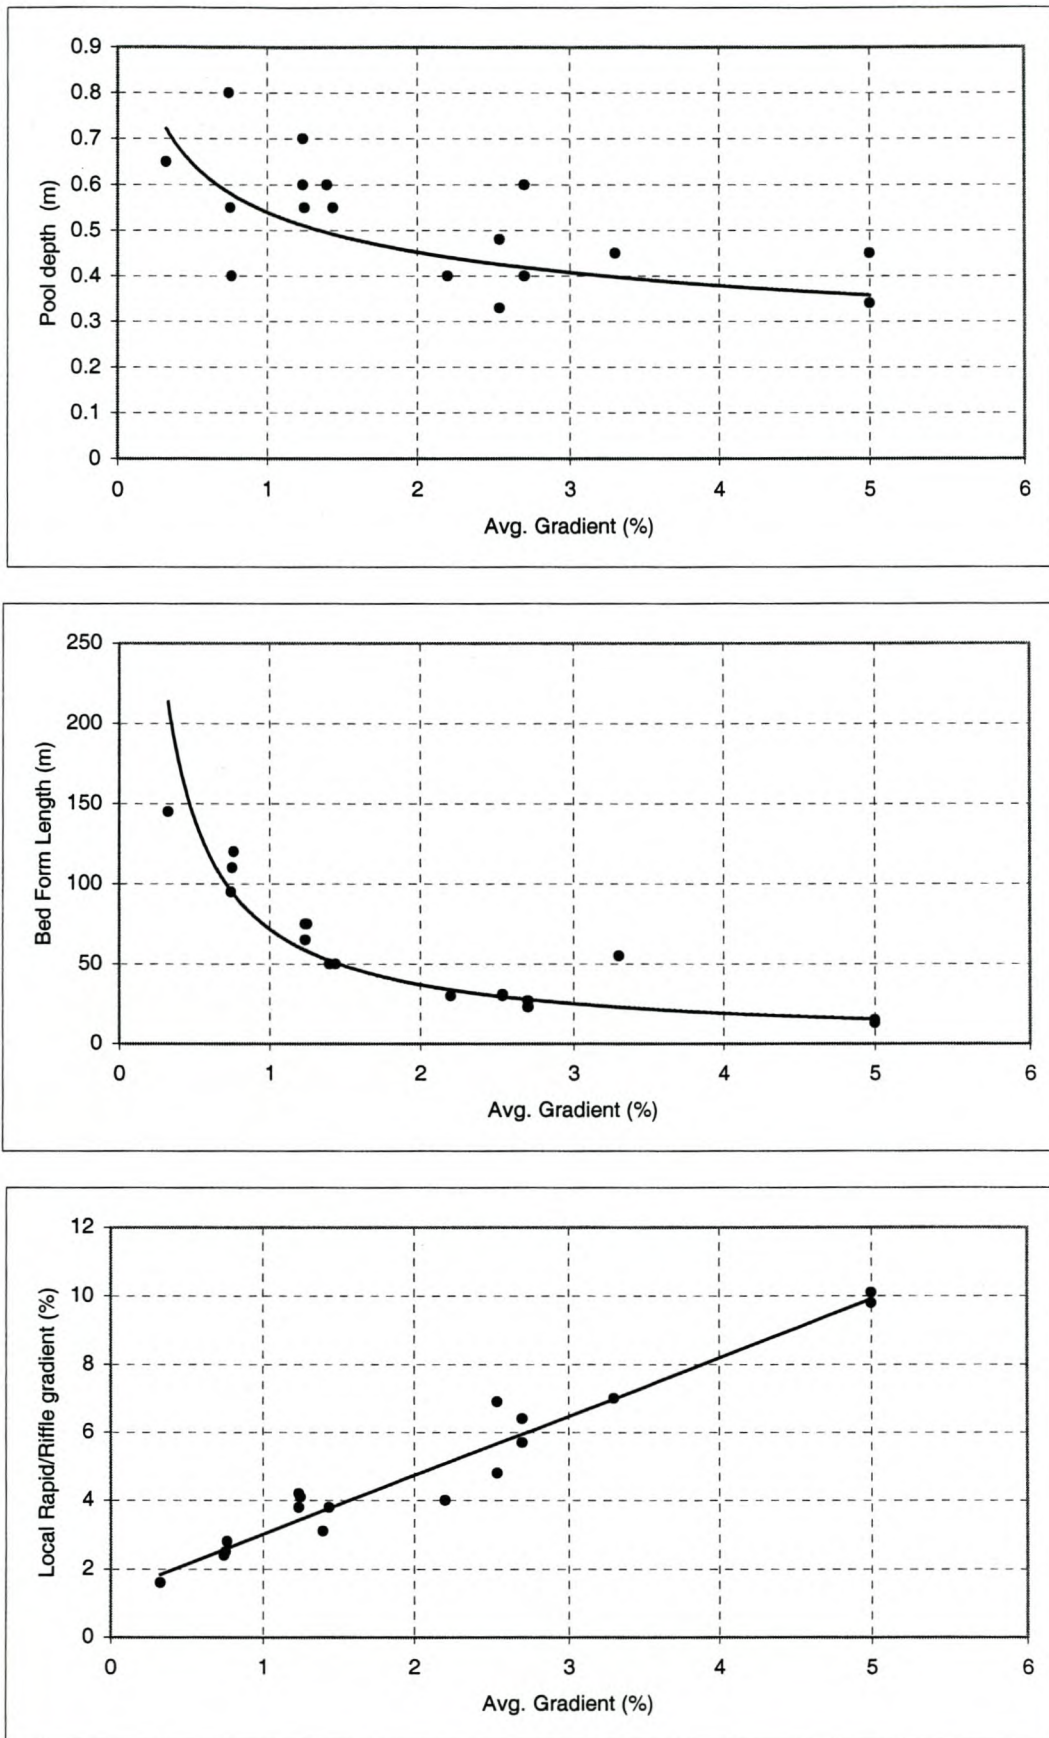 0.9
0.8
0.7
0.6
0.5
0.4
0.3
0.2
0.1
0
Pool depth (m)
0 1 2 3 4 5 6
Avg. Gradient (%)
250
200
150
100
50
0
Bed Form Length (m)
0 1 2 3 4 5 6
Avg. Gradient (%)
12
10
8
6
4
2
0
Local Rapid/Riffle gradient (%)
0 1 2 3 4 5 6
Avg. Gradient (%)